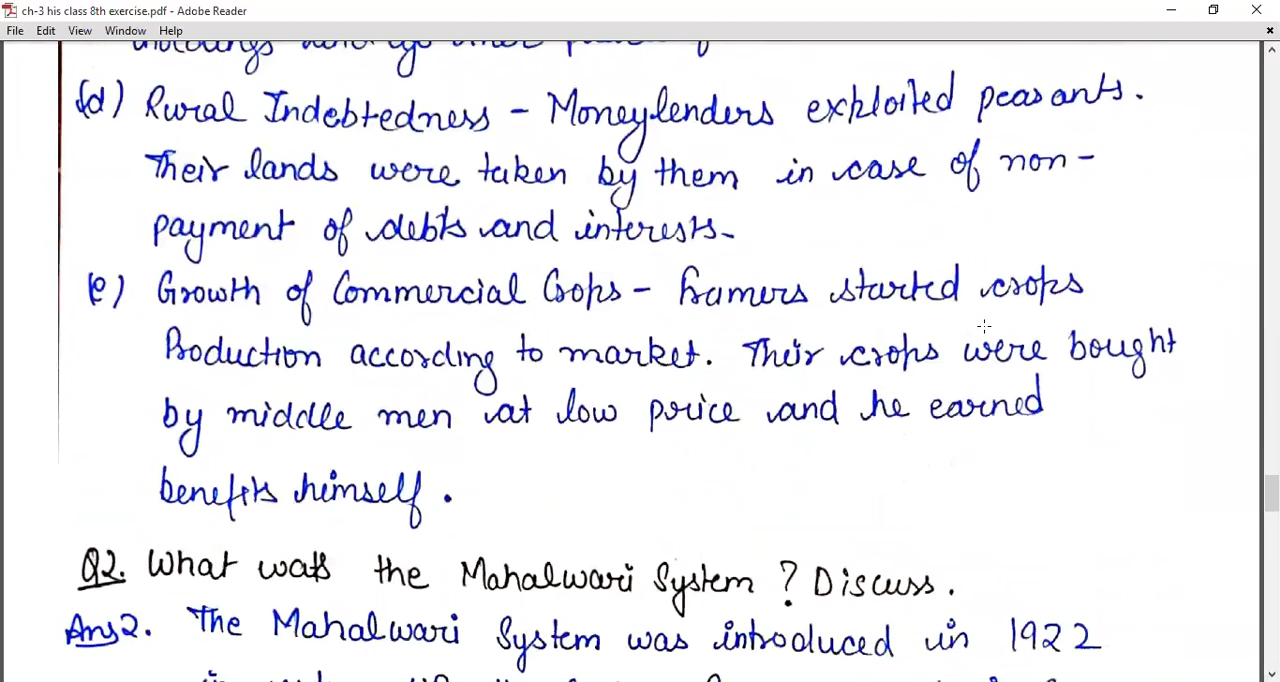 ch-3 his class 8th exercise.pdf - Adobe Reader
File Edit View Window Help
(d) Rural Indebtedness - Moneylenders exploited peasants.
Their lands were taken by them in case of non-
payment of debts and interests.
(e) Growth of Commercial Crops - Framers started crops
Production according to market. Their crops were bought
by middle men at low price and he earned
benefits himself.
Q2. What was the Mahalwari System? Discuss.
Ans2. The Mahalwari System was introduced in 1922